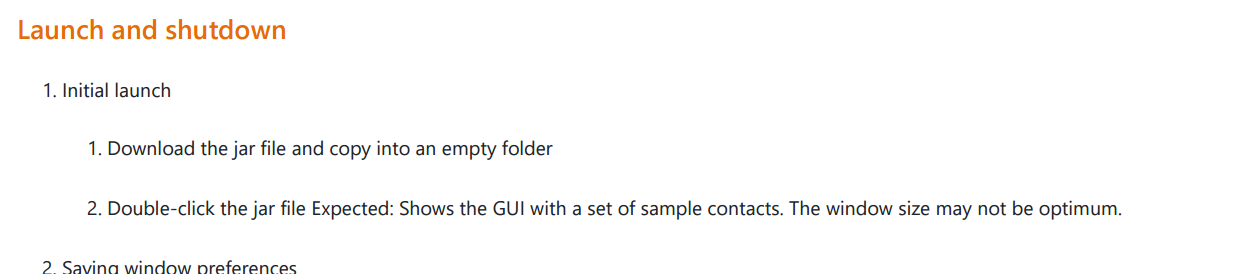 Launch and shutdown
1. Initial launch
1. Download the jar file and copy into an empty folder
2. Double-click the jar file Expected: Shows the GUI with a set of sample contacts. The window size may not be optimum.
2. Saving window preferences